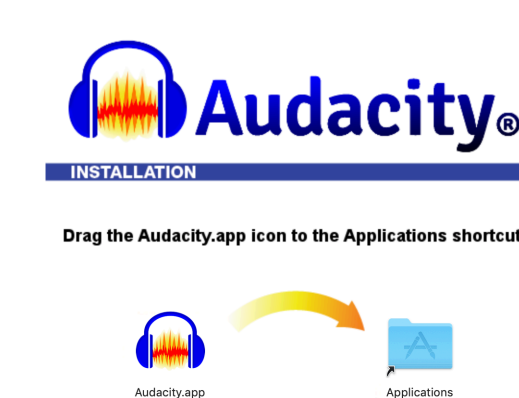 Audacity®
INSTALLATION
Drag the Audacity.app icon to the Applications shortcut
Audacity.app
Applications